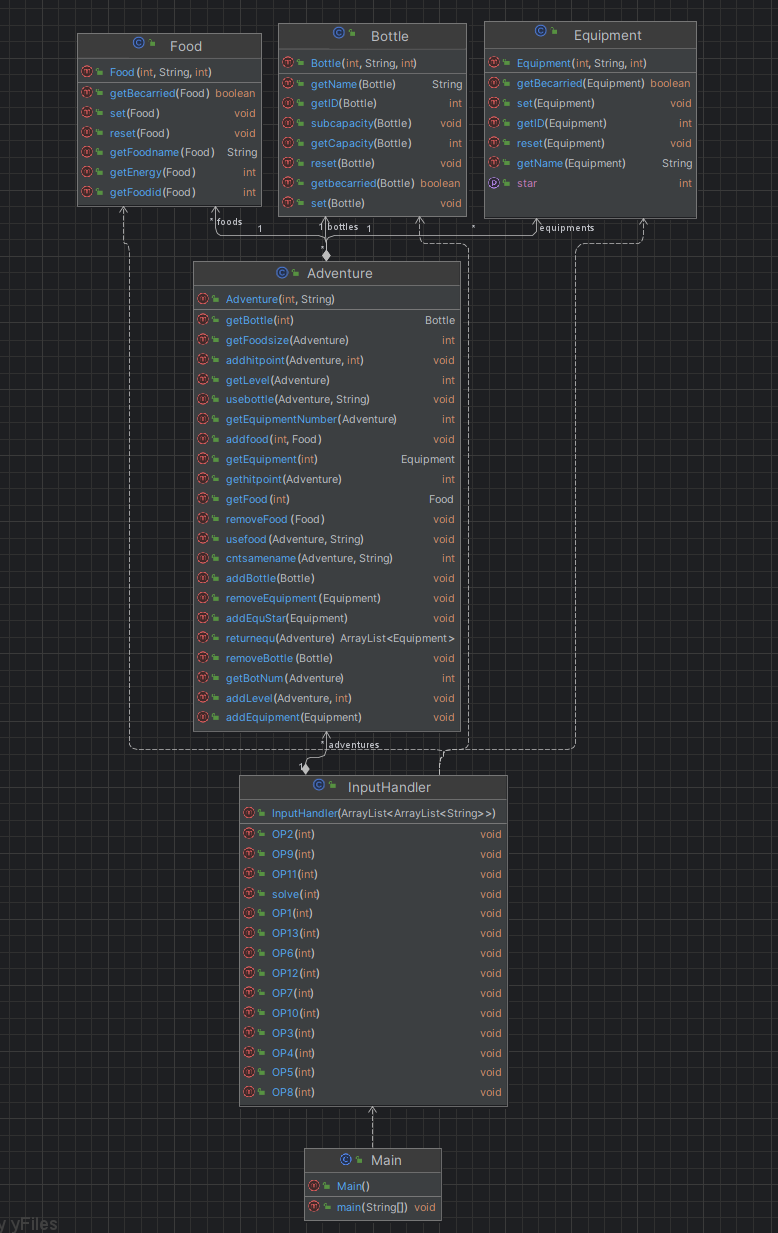 Food
Food(int, String, int)
getBecarried(Food) boolean
set(Food) void
reset(Food) void
getFoodname(Food) String
getEnergy(Food) int
getFoodid(Food) int
Bottle
Bottle(int, String, int)
getName(Bottle) String
getID(Bottle) int
subcapacity(Bottle) void
getCapacity(Bottle) int
reset(Bottle) void
getbecarried(Bottle) boolean
set(Bottle) void
Equipment
Equipment(int, String, int)
getBecarried(Equipment) boolean
set(Equipment) void
getID(Equipment) int
reset(Equipment) void
getName(Equipment) String
star int
* foods 1 1 bottles 1 * equipments
*
Adventure
Adventure(int, String)
getBottle(int) Bottle
getFoodsize(Adventure) int
addhitpoint(Adventure, int) void
getLevel(Adventure) int
usebottle(Adventure, String) void
getEquipmentNumber(Adventure) int
addfood(int, Food) void
getEquipment(int) Equipment
gethitpoint(Adventure) int
getFood(int) Food
removeFood(Food) void
usefood(Adventure, String) void
cntsamename(Adventure, String) int
addBottle(Bottle) void
removeEquipment(Equipment) void
addEquStar(Equipment) void
returnequ(Adventure) ArrayList<Equipment>
removeBottle(Bottle) void
getBotNum(Adventure) int
addLevel(Adventure, int) void
addEquipment(Equipment) void
* adventures
1
InputHandler
InputHandler(ArrayList<ArrayList<String>>)
OP2(int) void
OP9(int) void
OP11(int) void
solve(int) void
OP1(int) void
OP13(int) void
OP6(int) void
OP12(int) void
OP7(int) void
OP10(int) void
OP3(int) void
OP4(int) void
OP5(int) void
OP8(int) void
Main
Main()
main(String[]) void
y yFiles